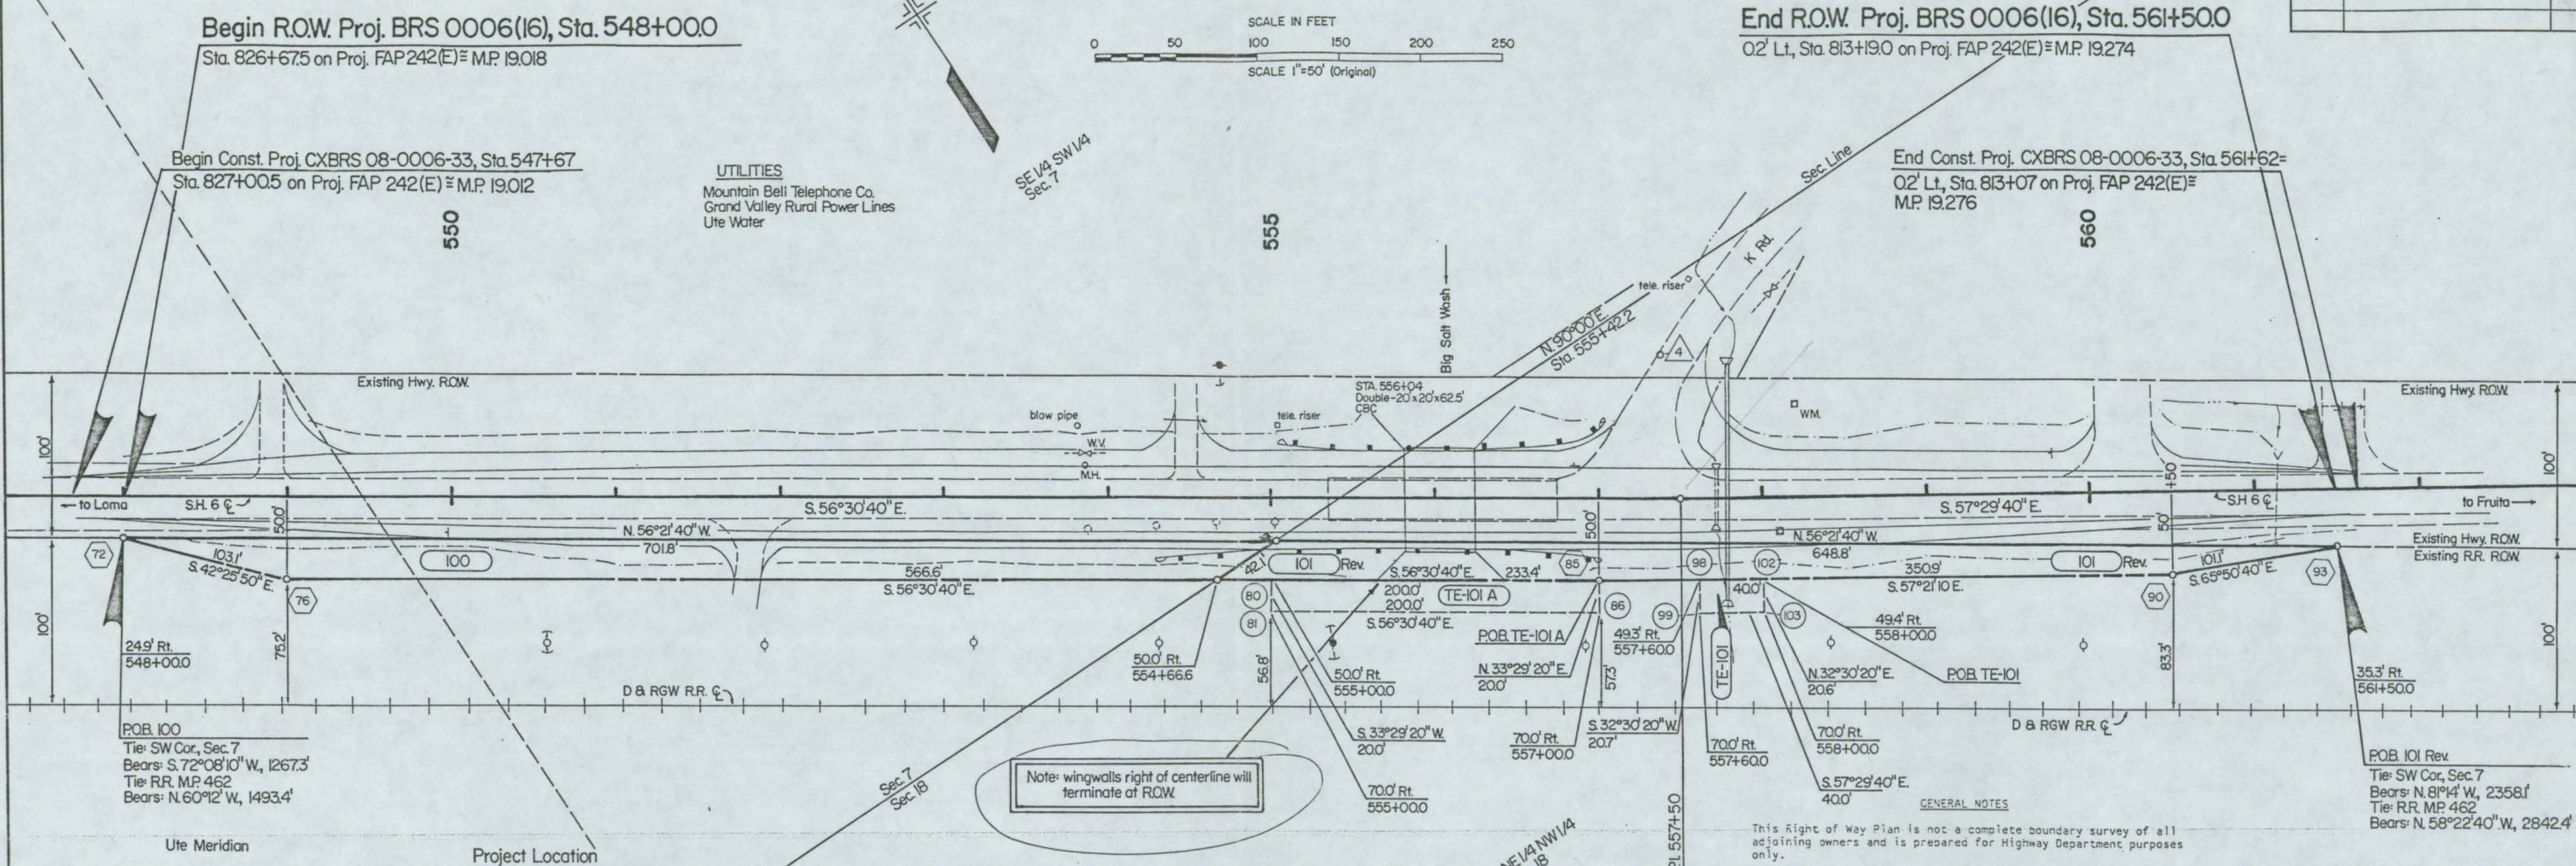 Begin R.O.W. Proj. BRS 0006(16), Sta. 548+00.0
Sta. 826+67.5 on Proj. FAP 242(E)≅ M.P. 19.018
Begin Const. Proj. CXBRS 08-0006-33, Sta. 547+67
Sta. 827+00.5 on Proj. FAP 242(E)≅ M.P. 19.012
UTILITIES
Mountain Bell Telephone Co.
Grand Valley Rural Power Lines
Ute Water
SCALE IN FEET
0 50 100 150 200 250
SCALE 1"=50' (Original)
SE 1/4 SW 1/4
Sec. 7
End R.O.W. Proj. BRS 0006(16), Sta. 561+50.0
0.2' Lt., Sta. 813+19.0 on Proj. FAP 242(E)≅ M.P. 19.274
End Const. Proj. CXBRS 08-0006-33, Sta. 561+62=
0.2' Lt., Sta. 813+07 on Proj. FAP 242(E)≅
M.P. 19.276
Sec. Line
K Rd.
550
555
560
Big Salt Wash
N. 90°00' E.
Sta. 555+42.2
tele. riser
4
Existing Hwy. R.O.W.
Existing Hwy. R.O.W.
STA. 556+04
Double-20'x20'x62.5'
CBC
blow pipe
tele. riser
W.V.
M.H.
WM.
100'
100'
+50
to Loma
S.H. 6 ℄
S. 56°30'40" E.
S. 57°29'40" E.
S.H. 6 ℄
to Fruita
50.0'
50.0'
50'
N. 56°21'40" W.
701.8'
N. 56°21'40" W.
648.8'
Existing Hwy. R.O.W.
Existing R.R. R.O.W.
72
103.1'
S. 42°25'50" E.
76
100
566.6'
S. 56°30'40" E.
42.1'
101 Rev.
S. 56°30'40" E. 233.4'
85
98
102
350.9'
S. 57°21'10 E.
101 Rev.
101.1'
S. 65°50'40" E.
90
93
80
81
200.0'
200.0'
TE-101 A
S. 56°30'40" E.
86
99
40.0'
103
100'
100'
24.9' Rt.
548+00.0
75.2'
50.0' Rt.
554+66.6
56.8'
50.0' Rt.
555+00.0
P.O.B. TE-101 A
N. 33°29'20" E.
20.0'
57.3'
49.3' Rt.
557+60.0
TE-101
49.4' Rt.
558+00.0
N. 32°30'20" E.
20.6'
P.O.B. TE-101
83.3'
35.3' Rt.
561+50.0
D & RGW R.R. ℄
D & RGW R.R. ℄
P.O.B. 100
Tie: SW Cor., Sec. 7
Bears: S. 72°08'10" W., 1267.3'
Tie: R.R. M.P. 462
Bears: N. 60°12' W., 1493.4'
S. 33°29'20" W.
20.0'
70.0' Rt.
557+00.0
S. 32°30'20" W.
20.7'
70.0' Rt.
557+60.0
70.0' Rt.
558+00.0
S. 57°29'40" E.
40.0'
70.0' Rt.
555+00.0
Note: wingwalls right of centerline will
terminate at R.O.W.
Sec. 7
Sec. 18
P.O.B. 101 Rev.
Tie: SW Cor., Sec. 7
Bears: N. 81°14' W., 2358.1'
Tie: R.R. M.P. 462
Bears: N. 58°22'40" W., 2842.4'
GENERAL NOTES
This Right of Way Plan is not a complete boundary survey of all
adjoining owners and is prepared for Highway Department purposes
only.
Ute Meridian
Project Location
NE 1/4 NW 1/4
18
P.I. 557+50